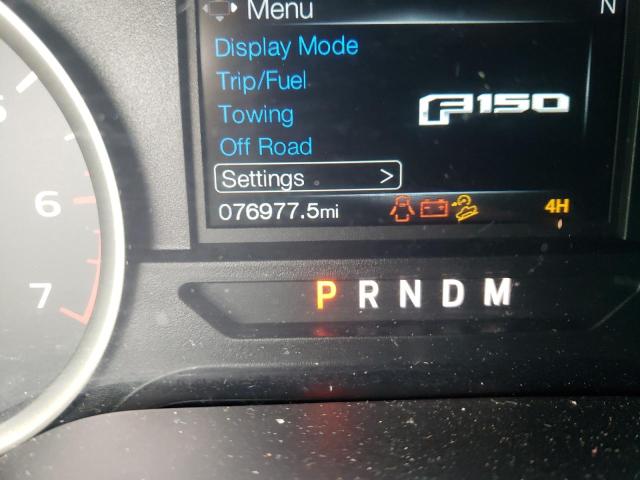 Menu
N
Display Mode
Trip/Fuel
Towing
F150
Off Road
Settings >
076977.5mi
4H
6
7
P R N D M